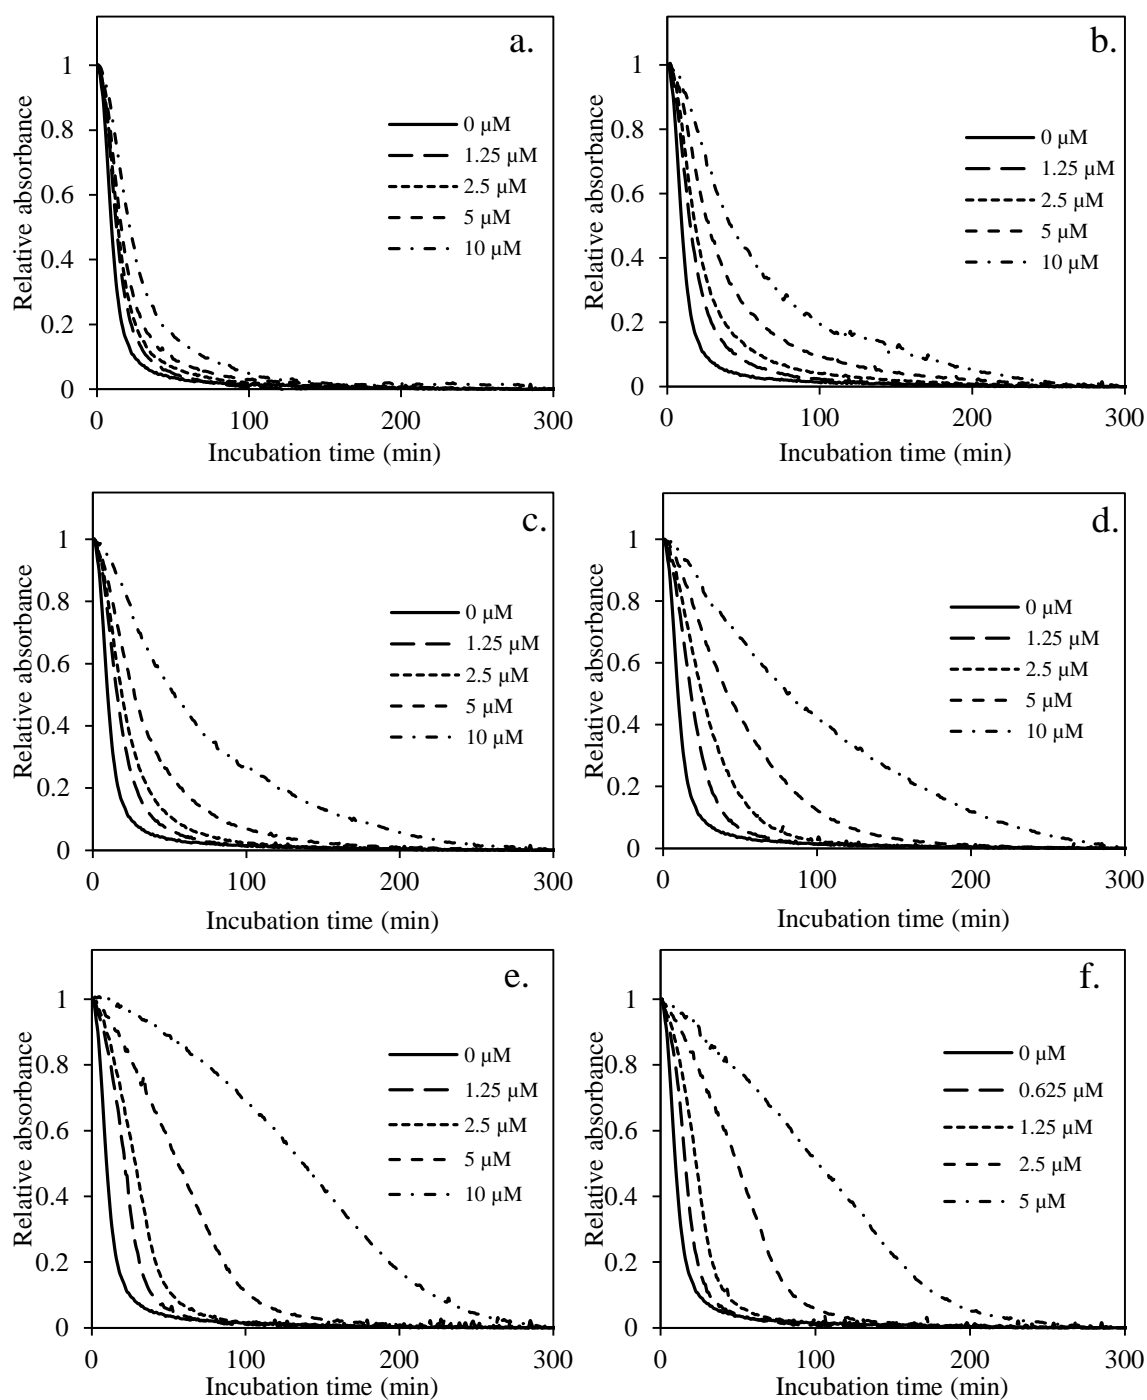 a.
Relative absorbance
1
0.8
0.6
0.4
0.2
0
0 μM
1.25 μM
2.5 μM
5 μM
10 μM
0 100 200 300
Incubation time (min)
b.
Relative absorbance
1
0.8
0.6
0.4
0.2
0
0 μM
1.25 μM
2.5 μM
5 μM
10 μM
0 100 200 300
Incubation time (min)
c.
Relative absorbance
1
0.8
0.6
0.4
0.2
0
0 μM
1.25 μM
2.5 μM
5 μM
10 μM
0 100 200 300
Incubation time (min)
d.
Relative absorbance
1
0.8
0.6
0.4
0.2
0
0 μM
1.25 μM
2.5 μM
5 μM
10 μM
0 100 200 300
Incubation time (min)
e.
Relative absorbance
1
0.8
0.6
0.4
0.2
0
0 μM
1.25 μM
2.5 μM
5 μM
10 μM
0 100 200 300
Incubation time (min)
f.
Relative absorbance
1
0.8
0.6
0.4
0.2
0
0 μM
0.625 μM
1.25 μM
2.5 μM
5 μM
0 100 200 300
Incubation time (min)